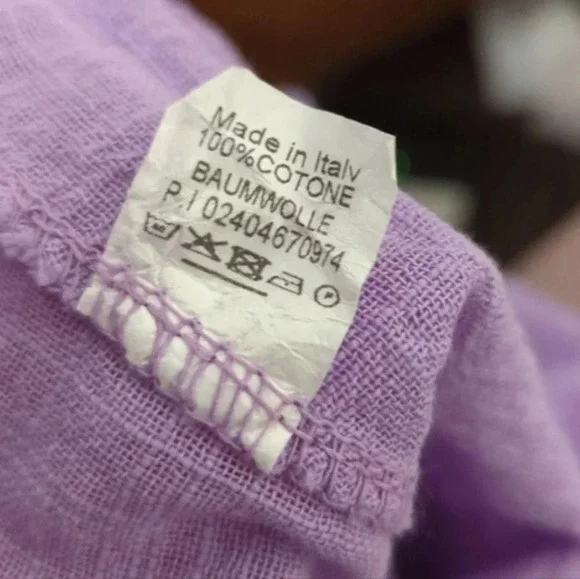 Made in Italy
100%COTONE
BAUMWOLLE
P.I 02404670974
P